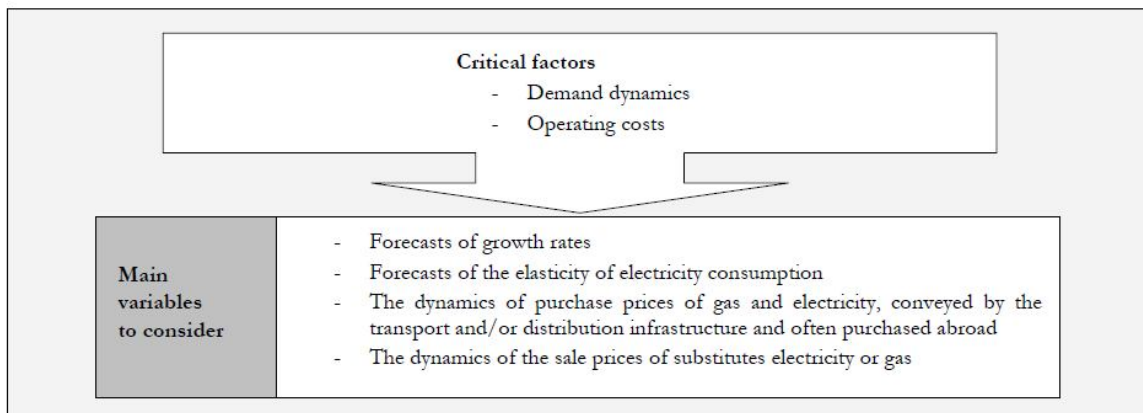 Critical factors
- Demand dynamics
- Operating costs
Main
variables
to consider
- Forecasts of growth rates
- Forecasts of the elasticity of electricity consumption
- The dynamics of purchase prices of gas and electricity, conveyed by the
transport and/or distribution infrastructure and often purchased abroad
- The dynamics of the sale prices of substitutes electricity or gas